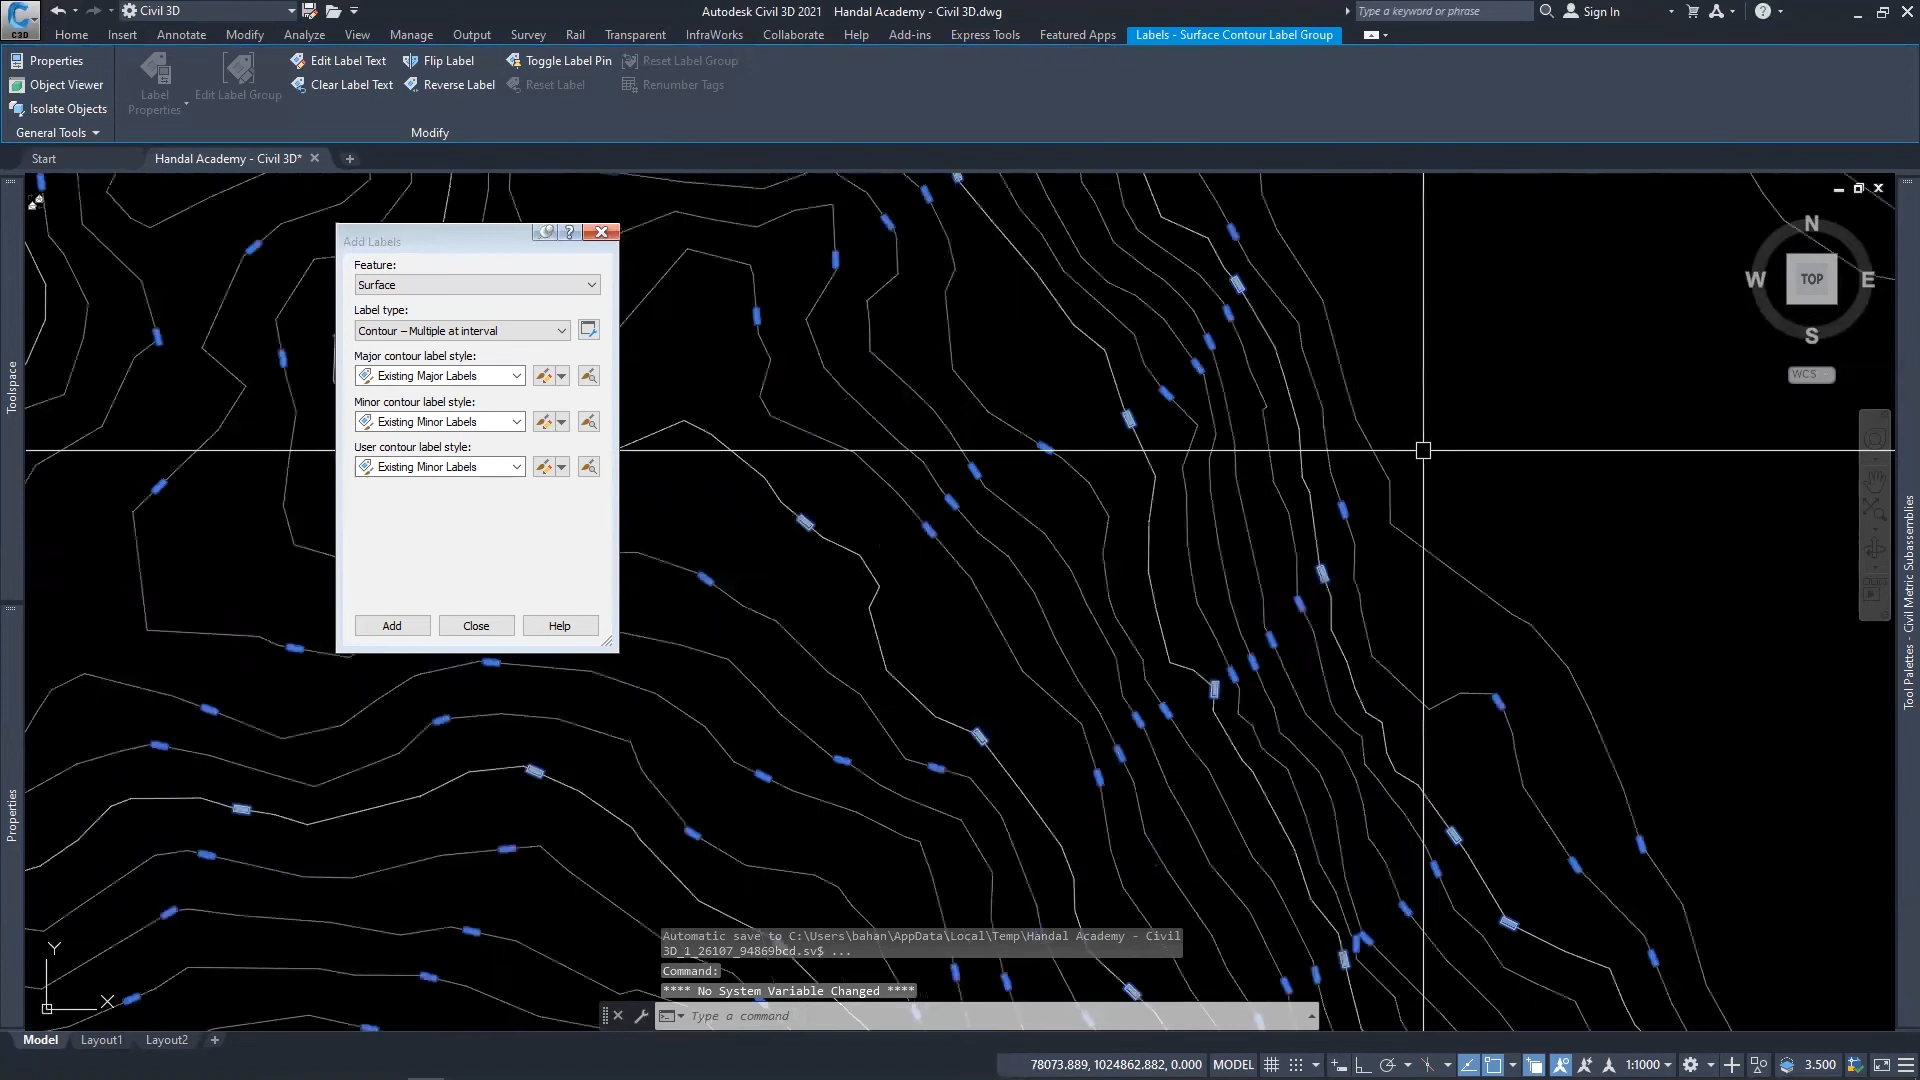 Civil 3D
Autodesk Civil 3D 2021 Handal Academy - Civil 3D.dwg
Type a keyword or phrase
Sign In
C3D
Home Insert Annotate Modify Analyze View Manage Output Survey Rail Transparent InfraWorks Collaborate Help Add-ins Express Tools Featured Apps Labels - Surface Contour Label Group
Properties
Object Viewer
Isolate Objects
General Tools
Label
Properties
Edit Label Group
Edit Label Text
Clear Label Text
Flip Label
Reverse Label
Toggle Label Pin
Reset Label
Reset Label Group
Renumber Tags
Modify
Start
Handal Academy - Civil 3D*
Toolspace
Properties
Add Labels
Feature:
Surface
Label type:
Contour – Multiple at interval
Major contour label style:
Existing Major Labels
Minor contour label style:
Existing Minor Labels
User contour label style:
Existing Minor Labels
Add
Close
Help
N
W
TOP
E
S
WCS
Tool Palettes - Civil Metric Subassemblies
Y
X
Automatic save to C:\Users\bahan\AppData\Local\Temp\Handal Academy - Civil
3D_1_26107_94869bcd.sv$ ...
Command:
**** No System Variable Changed ****
Type a command
Model
Layout1
Layout2
78073.889, 1024862.882, 0.000
MODEL
1:1000
3.500